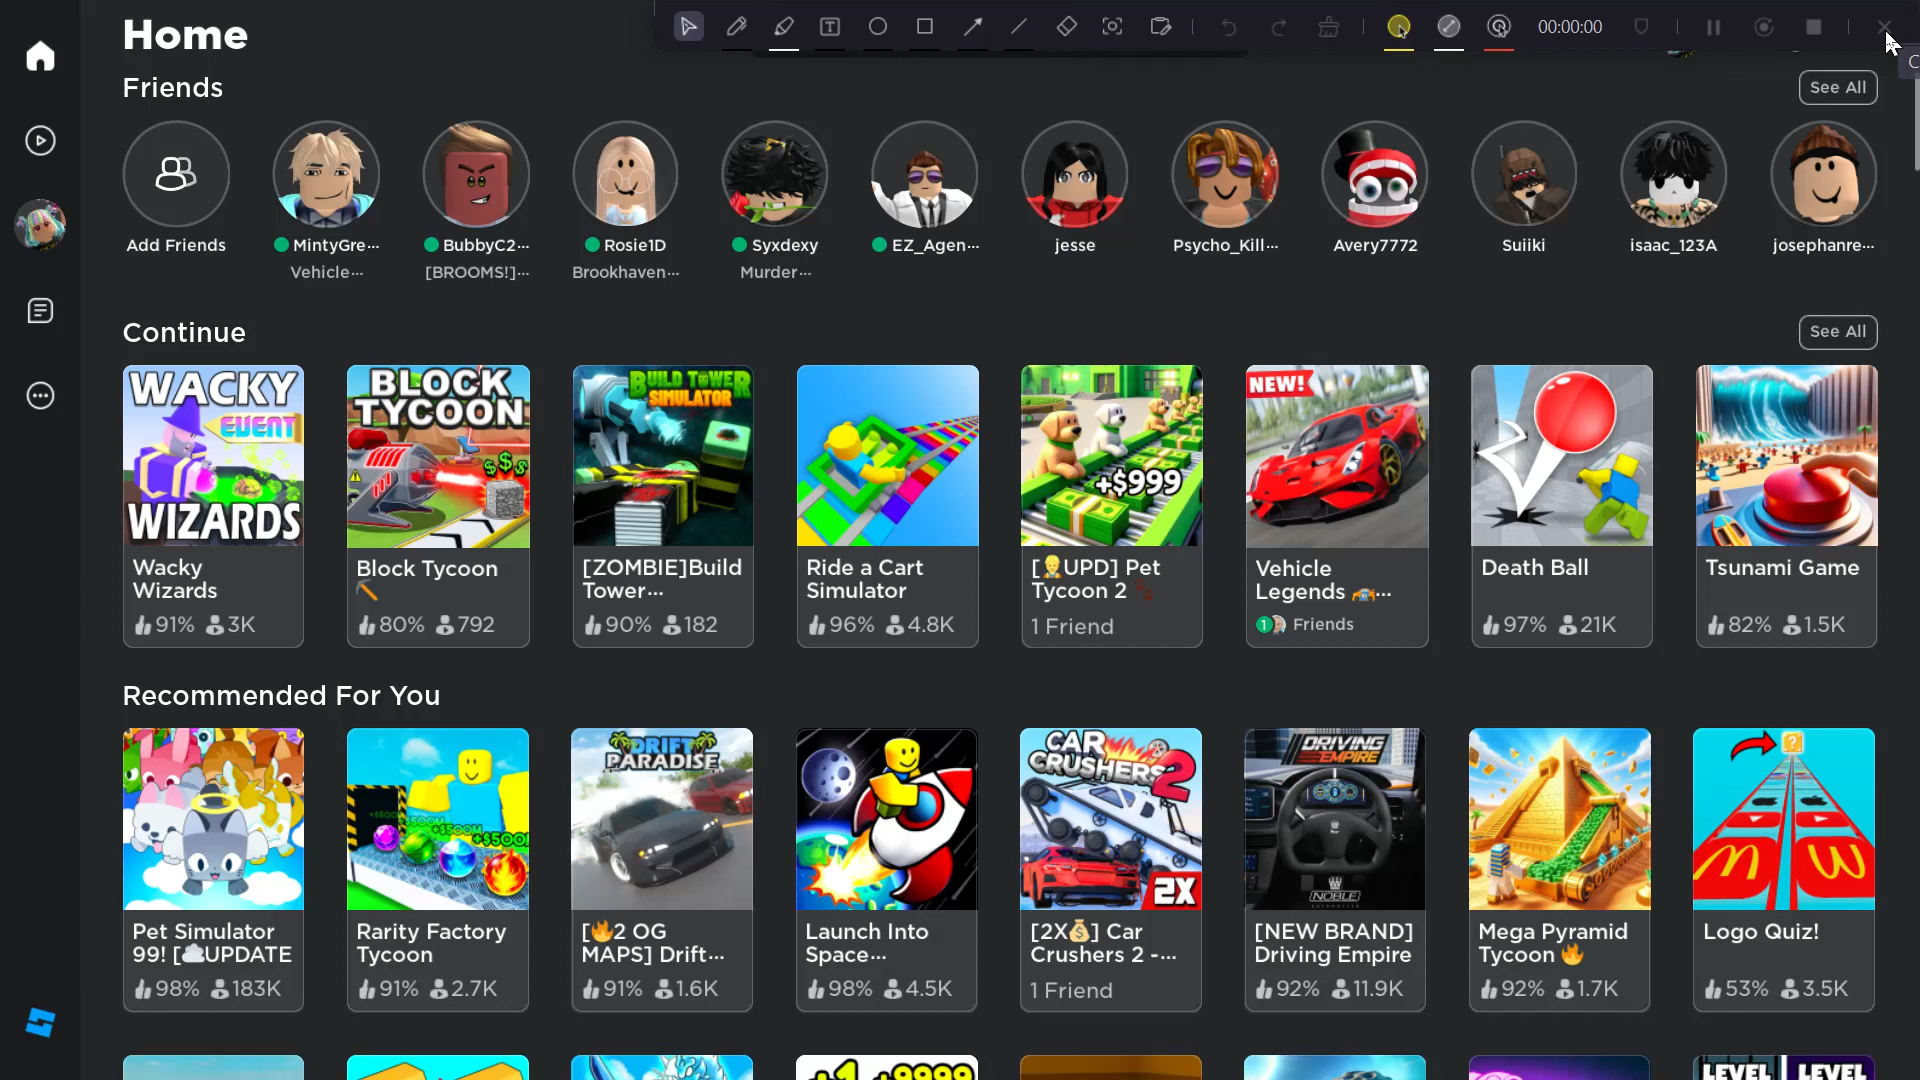 Home
00:00:00
C
Friends
See All
Add Friends
MintyGre...
Vehicle...
BubbyC2...
[BROOMS!]...
Rosie1D
Brookhaven...
Syxdexy
Murder...
EZ_Agen...
jesse
Psycho_Kill...
Avery7772
Suiiki
isaac_123A
josephanre...
Continue
See All
WACKY
EVENT
WIZARDS
Wacky
Wizards
91% 3K
BLOCK
TYCOON
$$$
Block Tycoon
80% 792
BUILD TOWER
SIMULATOR
[ZOMBIE]Build
Tower...
90% 182
Ride a Cart
Simulator
96% 4.8K
+$999
[👷UPD] Pet
Tycoon 2 🐾
1 Friend
NEW!
Vehicle
Legends 🚓...
1 Friends
Death Ball
97% 21K
Tsunami Game
82% 1.5K
Recommended For You
Pet Simulator
99! [☁️UPDATE
98% 183K
+$500M
+$500M
+$500M
Rarity Factory
Tycoon
91% 2.7K
DRIFT
PARADISE
[🔥2 OG
MAPS] Drift...
91% 1.6K
Launch Into
Space...
98% 4.5K
CAR
CRUSHERS
2
2X
[2X💰] Car
Crushers 2 -...
1 Friend
DRIVING
EMPIRE
NOBLE
[NEW BRAND]
Driving Empire
92% 11.9K
Mega Pyramid
Tycoon 🔥
92% 1.7K
?
Logo Quiz!
53% 3.5K
+1 +9999
LEVEL LEVEL